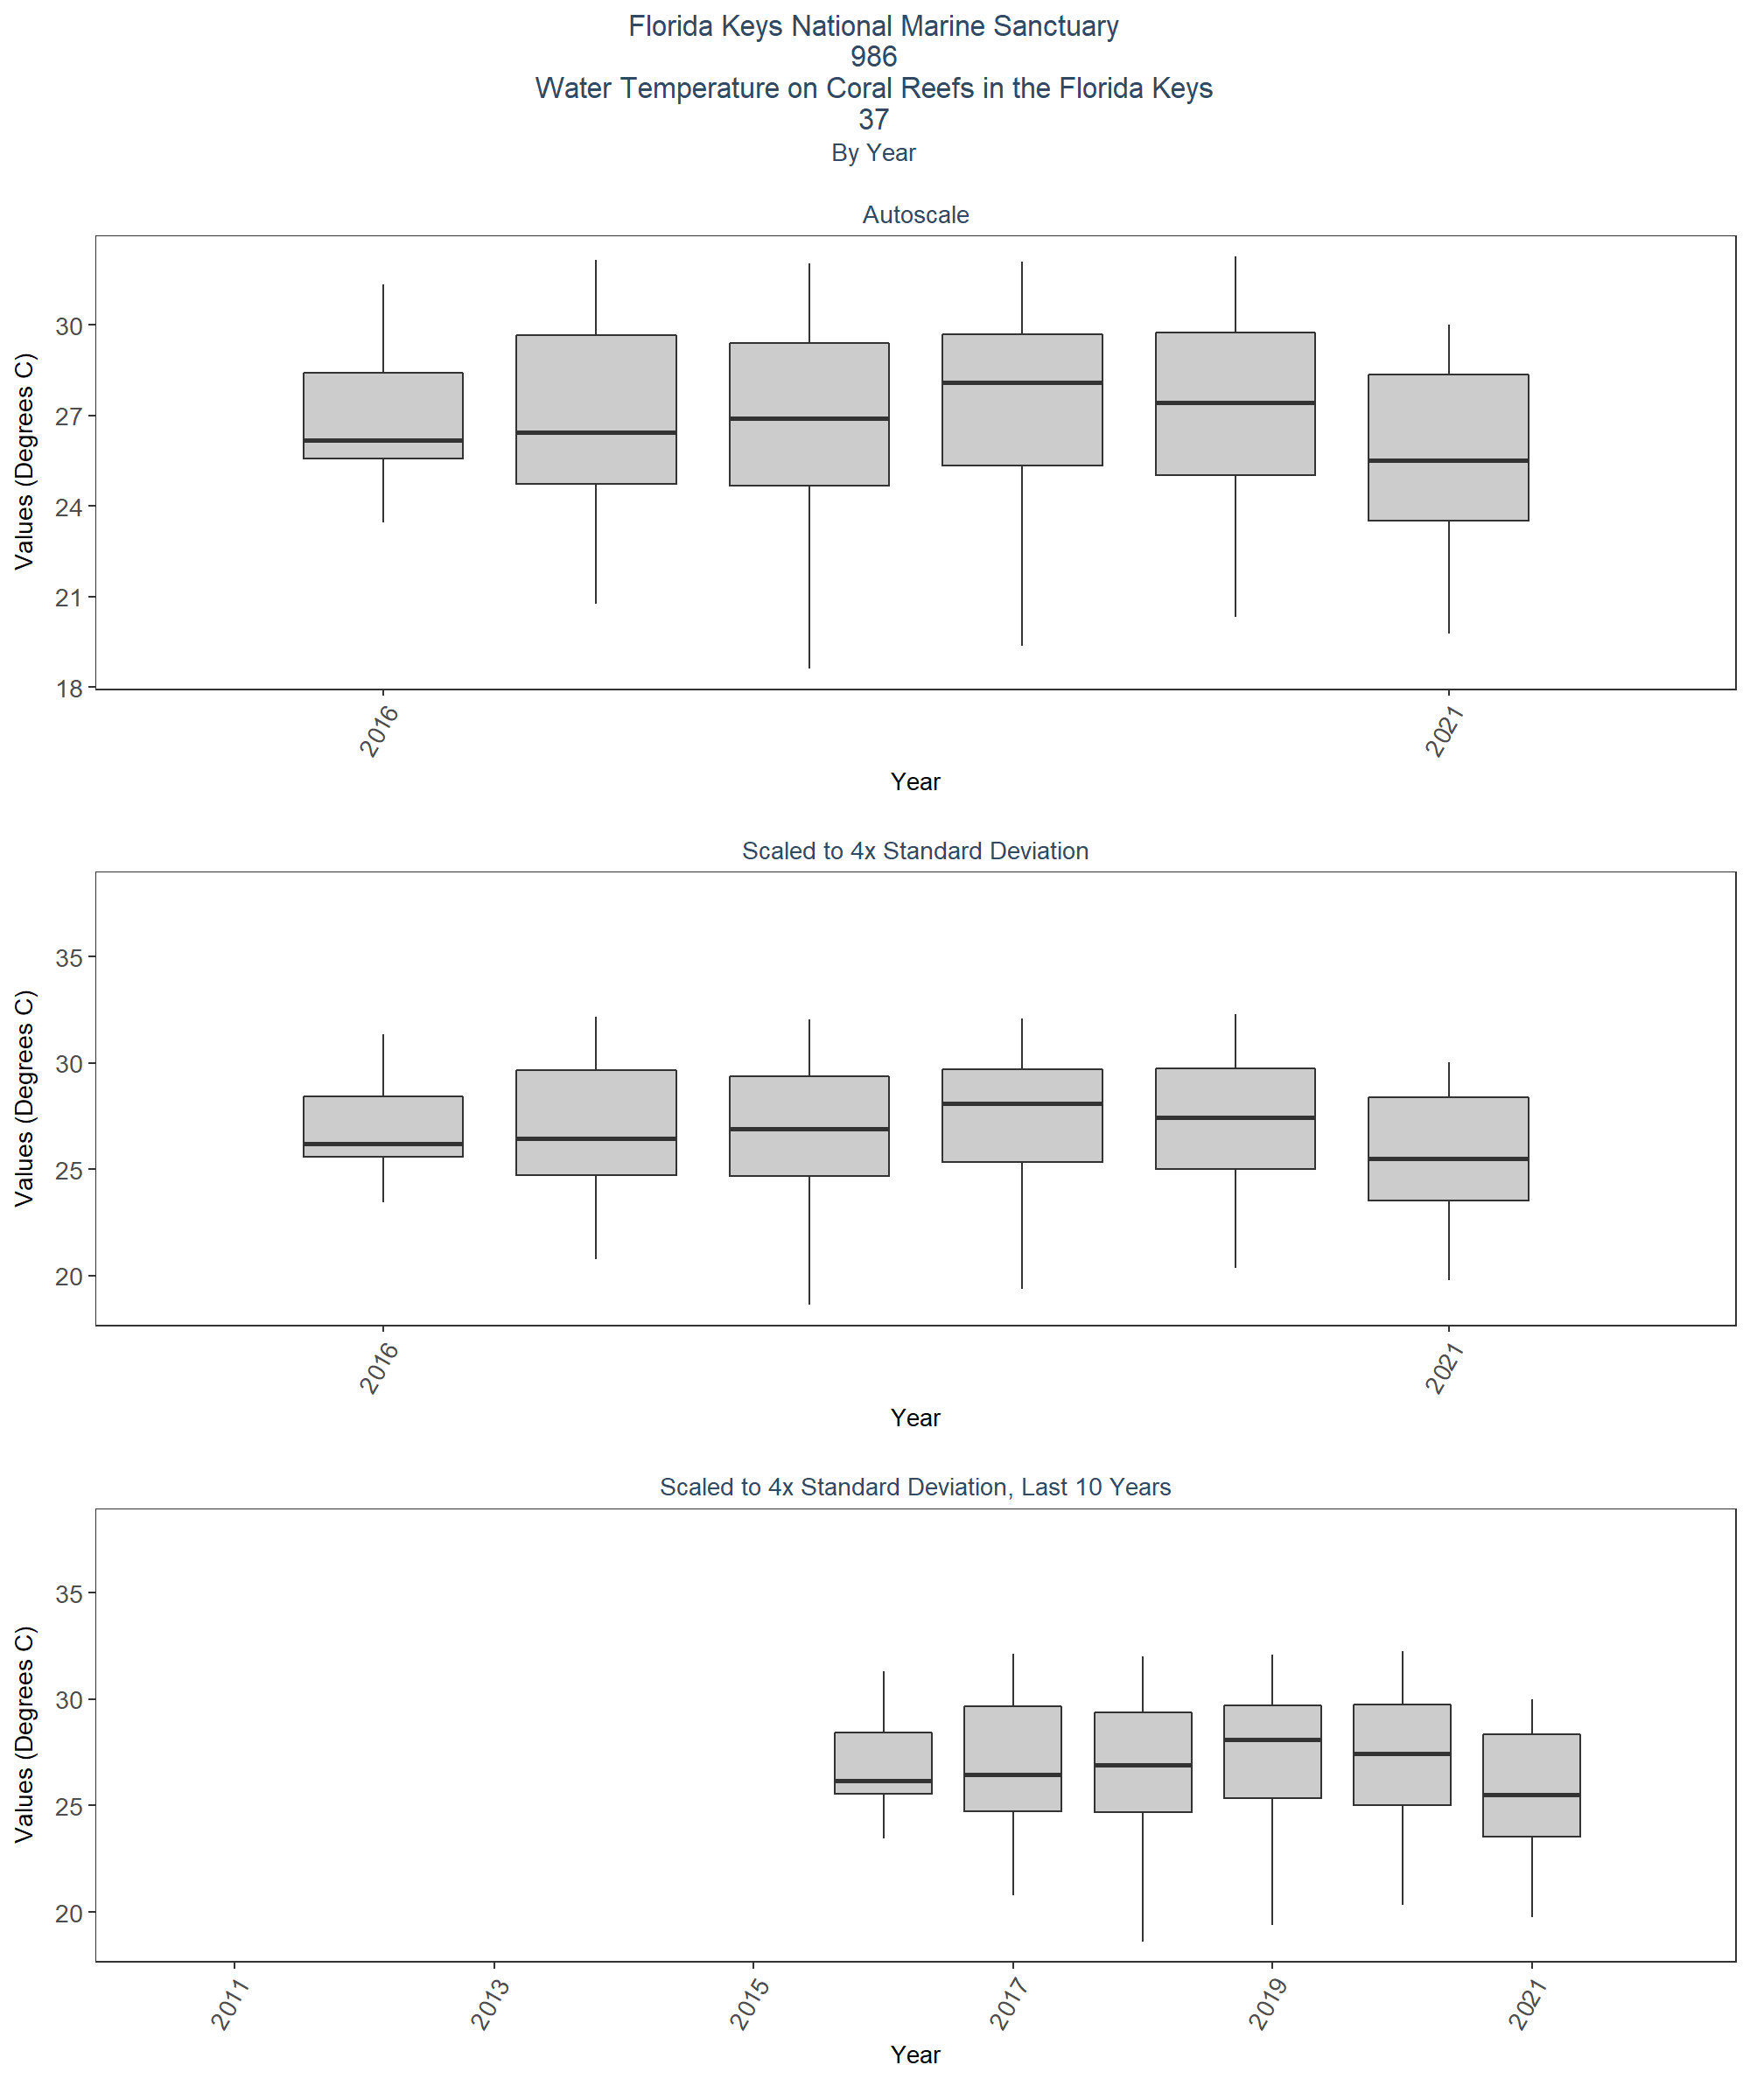 Florida Keys National Marine Sanctuary
986
Water Temperature on Coral Reefs in the Florida Keys
37
By Year
Autoscale
Values (Degrees C)
30
27
24
21
18
2016
2021
Year
Scaled to 4x Standard Deviation
Values (Degrees C)
35
30
25
20
2016
2021
Year
Scaled to 4x Standard Deviation, Last 10 Years
Values (Degrees C)
35
30
25
20
2011
2013
2015
2017
2019
2021
Year